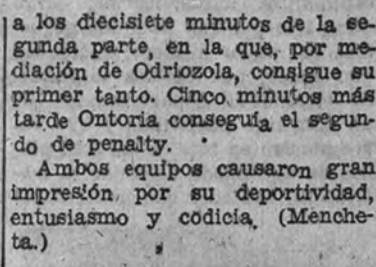 a los diecisiete minutos de la se-
gunda parte, en la que, por me-
diación de Odriozola, consigue su
primer tanto. Cinco minutos más
tarde Ontoria conseguía el segun-
do de penalty.
Ambos equipos causaron gran
impresión, por su deportividad,
entusiasmo y codicia. (Menche-
ta.)